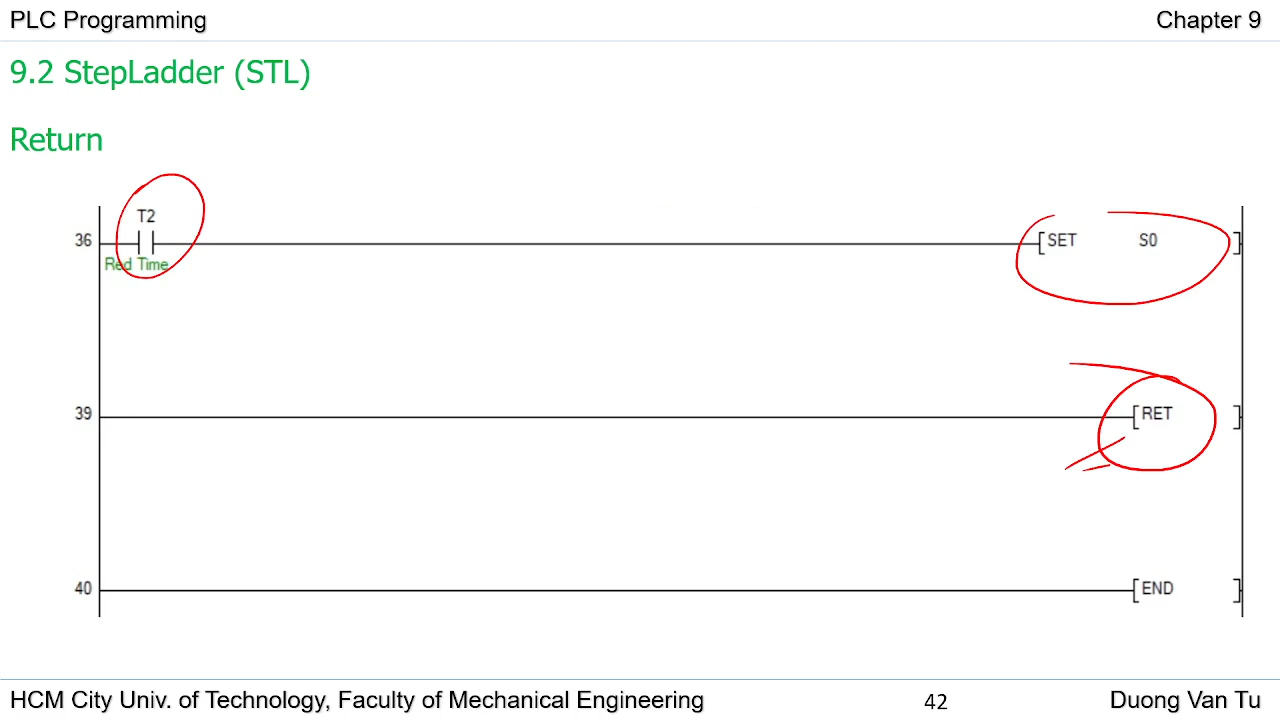 PLC Programming Chapter 9
9.2 StepLadder (STL)
Return
T2
36 [ SET S0 ]
Red Time
39 [ RET ]
40 [ END ]
HCM City Univ. of Technology, Faculty of Mechanical Engineering 42 Duong Van Tu